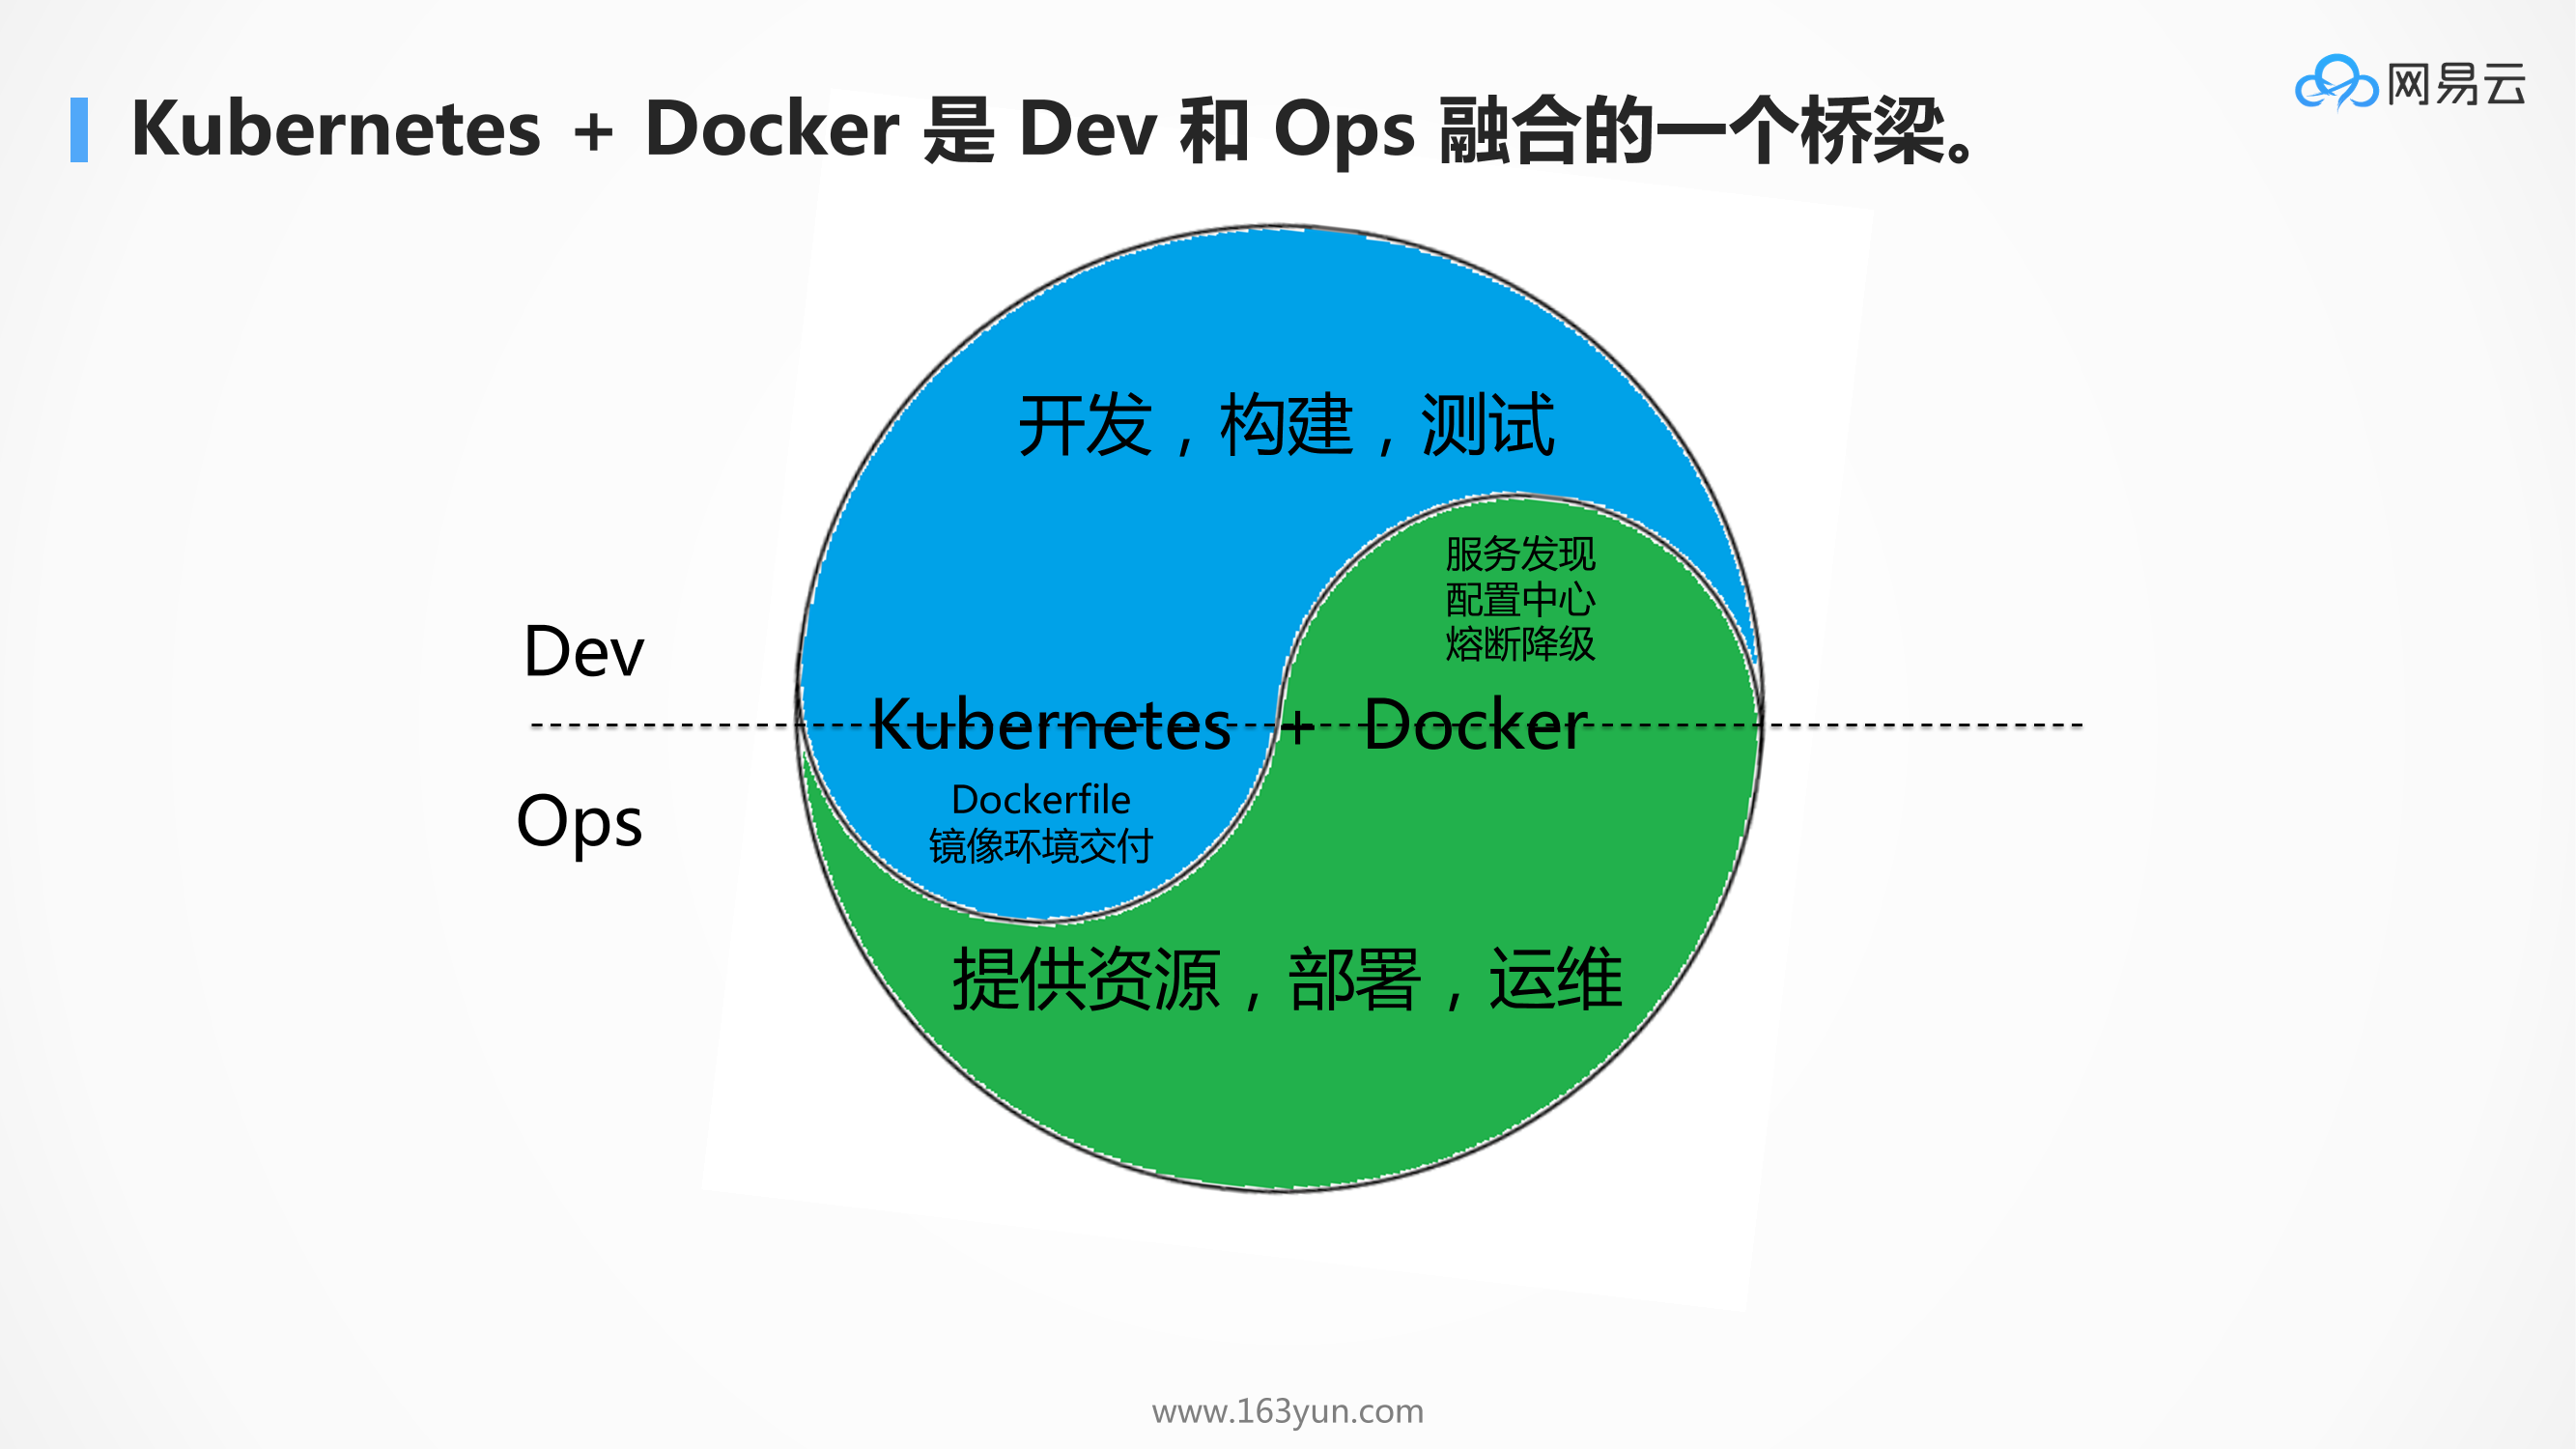 网易云
Kubernetes + Docker 是 Dev 和 Ops 融合的一个桥梁。
开发，构建，测试
服务发现
配置中心
熔断降级
Dev
Kubernetes + Docker
Ops
Dockerfile
镜像环境交付
提供资源，部署，运维
www.163yun.com